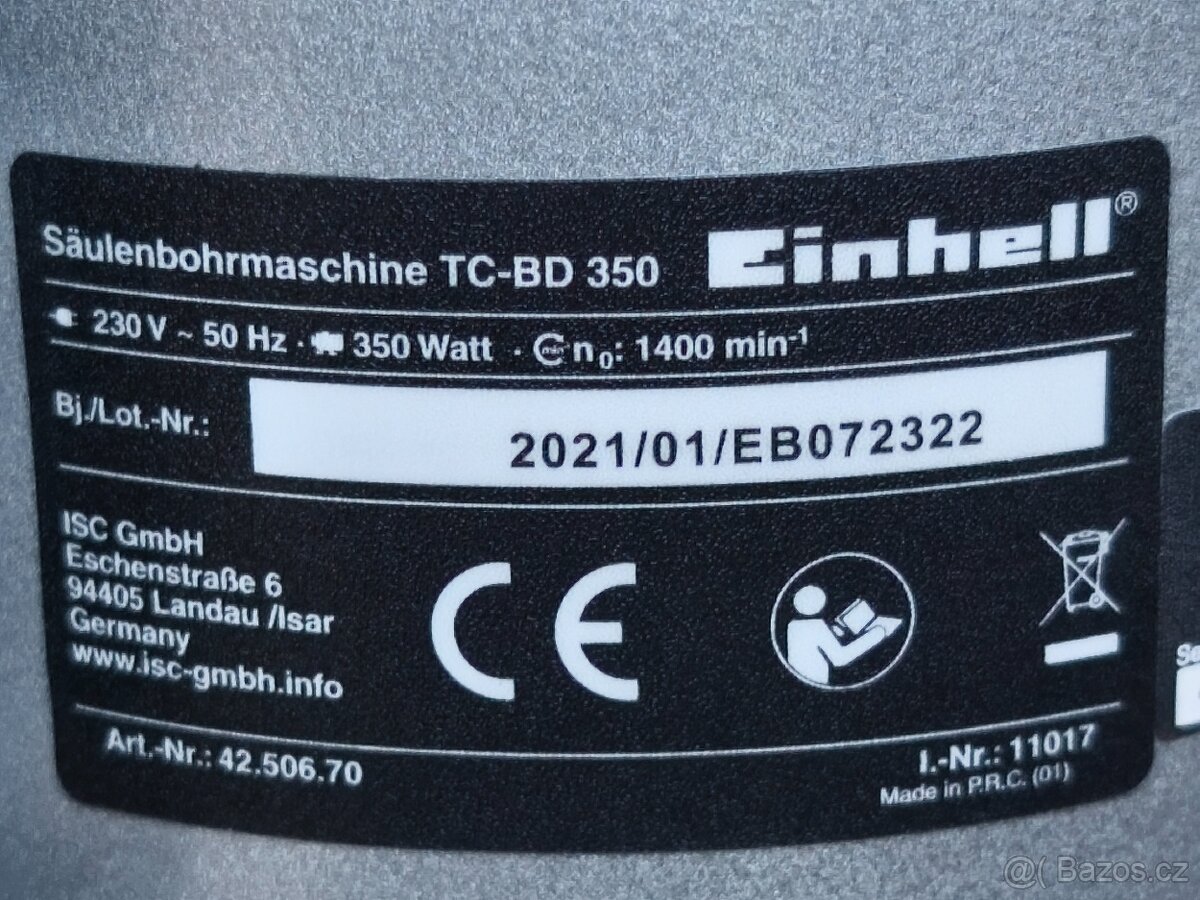 Säulenbohrmaschine TC-BD 350 Einhell®
230 V ~ 50 Hz · 350 Watt · n₀: 1400 min⁻¹
Bj./Lot.-Nr.: 2021/01/EB072322
ISC GmbH
Eschenstraße 6
94405 Landau /Isar
Germany
www.isc-gmbh.info
CE
Art.-Nr.: 42.506.70
I.-Nr.: 11017
Made in P.R.C. (01)
Se
@( Bazos.cz